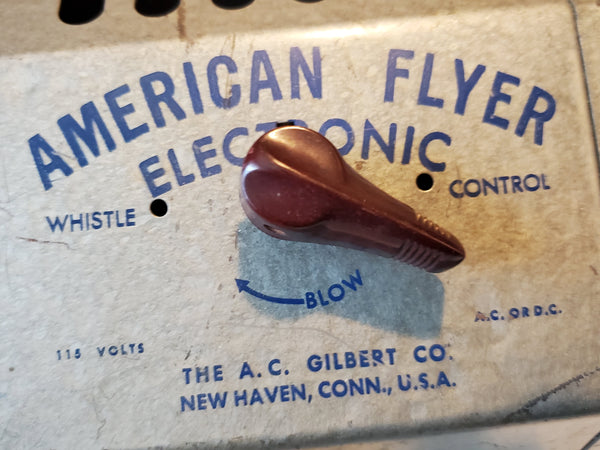 AMERICAN FLYER
ELECTRONIC
WHISTLE CONTROL
BLOW
A.C. OR D.C.
115 VOLTS
THE A.C. GILBERT CO.
NEW HAVEN, CONN., U.S.A.